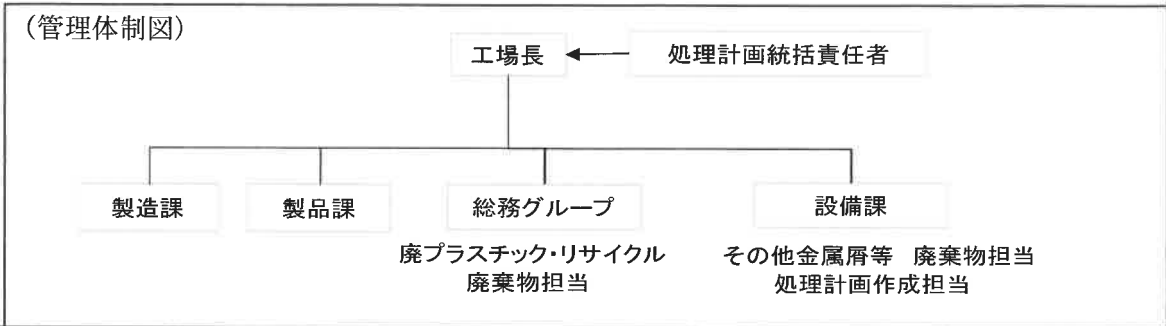 (管理体制図)
工場長
処理計画統括責任者
製造課
製品課
総務グループ
設備課
廃プラスチック・リサイクル
廃棄物担当
その他金属屑等 廃棄物担当
処理計画作成担当